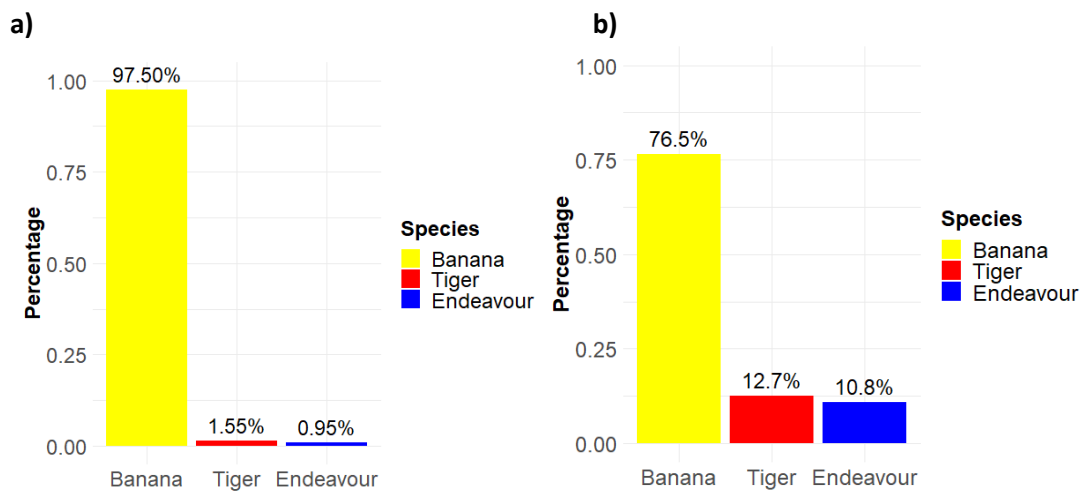 a)
97.50%
1.00
0.75
0.50
0.25
0.00
Percentage
1.55%
0.95%
Banana Tiger Endeavour
Species
Banana
Tiger
Endeavour
b)
1.00
0.75
0.50
0.25
0.00
Percentage
76.5%
12.7%
10.8%
Banana Tiger Endeavour
Species
Banana
Tiger
Endeavour